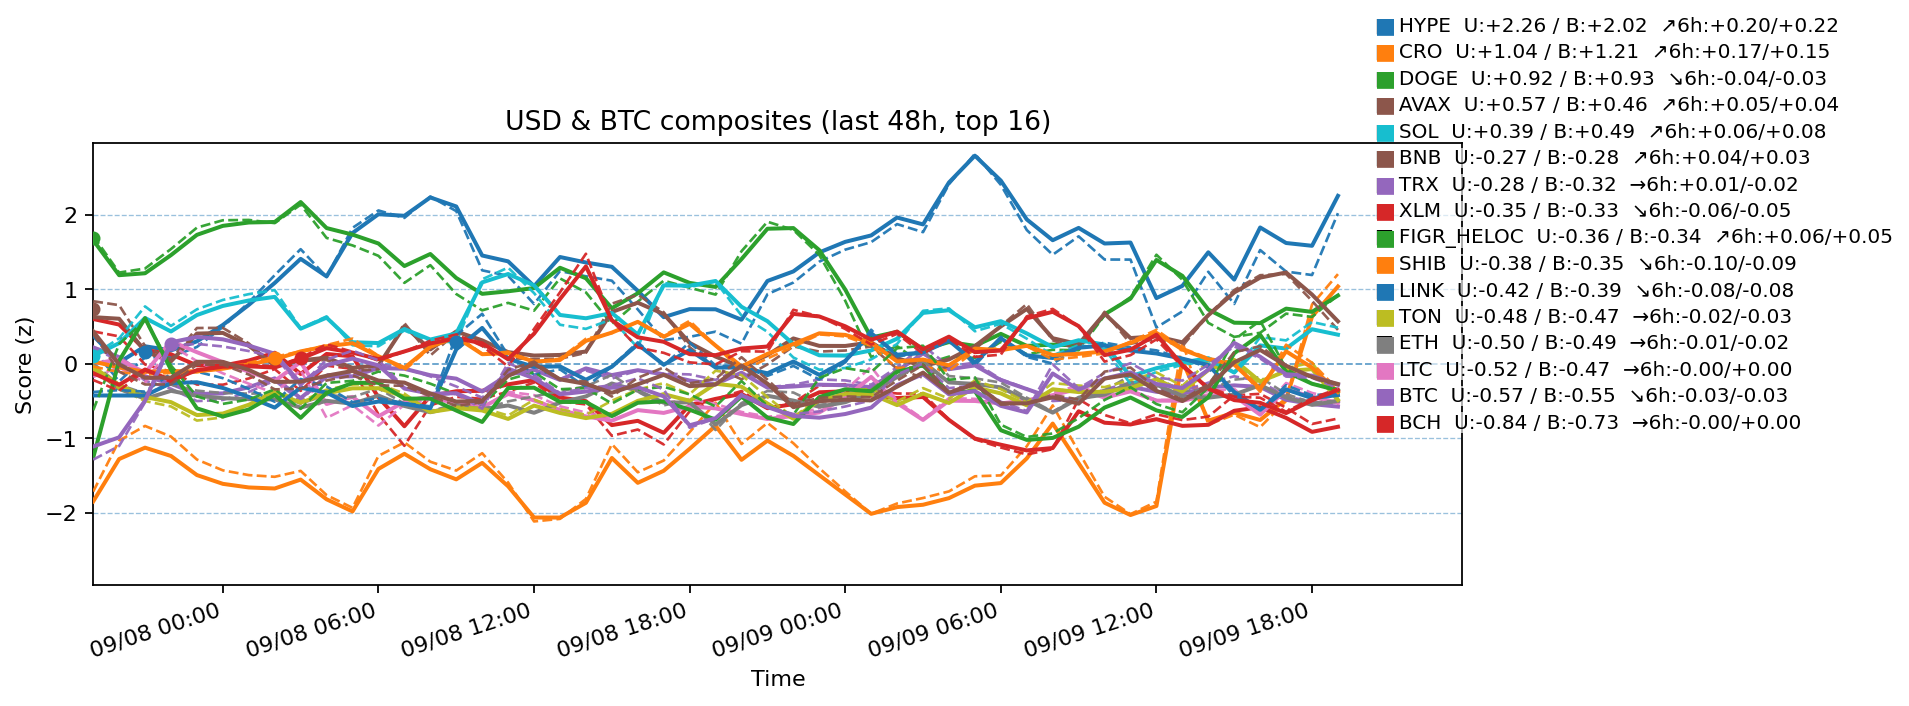 HYPE U:+2.26 / B:+2.02 ↗6h:+0.20/+0.22
CRO U:+1.04 / B:+1.21 ↗6h:+0.17/+0.15
DOGE U:+0.92 / B:+0.93 ↘6h:-0.04/-0.03
AVAX U:+0.57 / B:+0.46 ↗6h:+0.05/+0.04
SOL U:+0.39 / B:+0.49 ↗6h:+0.06/+0.08
BNB U:-0.27 / B:-0.28 ↗6h:+0.04/+0.03
TRX U:-0.28 / B:-0.32 →6h:+0.01/-0.02
XLM U:-0.35 / B:-0.33 ↘6h:-0.06/-0.05
FIGR_HELOC U:-0.36 / B:-0.34 ↗6h:+0.06/+0.05
SHIB U:-0.38 / B:-0.35 ↘6h:-0.10/-0.09
LINK U:-0.42 / B:-0.39 ↘6h:-0.08/-0.08
TON U:-0.48 / B:-0.47 →6h:-0.02/-0.03
ETH U:-0.50 / B:-0.49 →6h:-0.01/-0.02
LTC U:-0.52 / B:-0.47 →6h:-0.00/+0.00
BTC U:-0.57 / B:-0.55 ↘6h:-0.03/-0.03
BCH U:-0.84 / B:-0.73 →6h:-0.00/+0.00
USD & BTC composites (last 48h, top 16)
Score (z)
2
1
0
−1
−2
09/08 00:00
09/08 06:00
09/08 12:00
09/08 18:00
09/09 00:00
09/09 06:00
09/09 12:00
09/09 18:00
Time